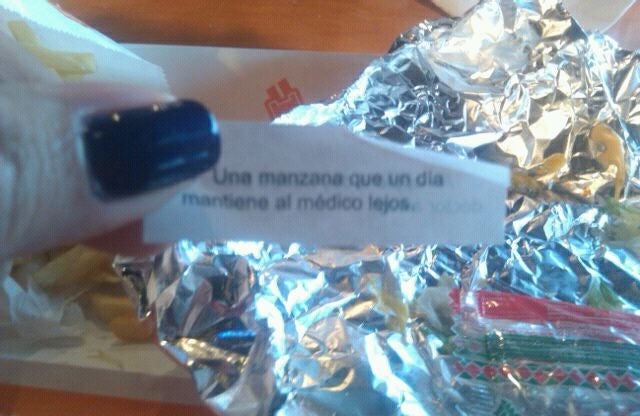 Una manzana que un día
mantiene al médico lejos.